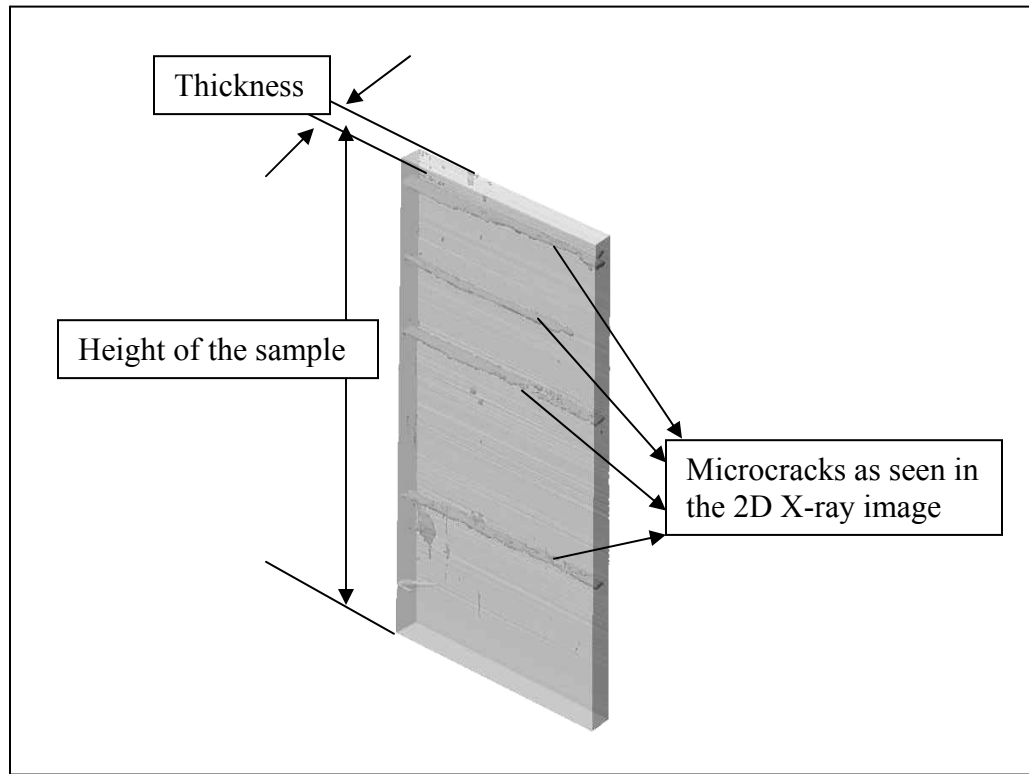 Thickness
Height of the sample
Microcracks as seen in
the 2D X-ray image